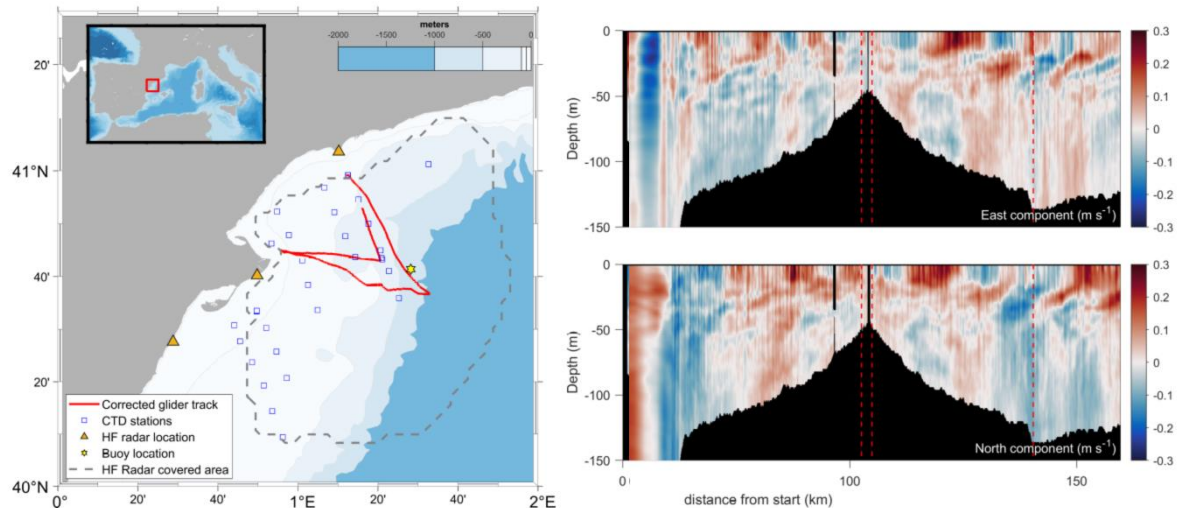 meters
-2000 -1000 -500 0
20'
41°N
40'
20'
40°N
Corrected glider track
CTD stations
HF radar location
Buoy location
HF Radar covered area
0° 20' 40' 1°E 20' 40' 2°E
0
-50
-100
-150
Depth (m)
East component (m s⁻¹)
0.3
0.2
0.1
0
-0.1
-0.2
-0.3
0
-50
-100
-150
Depth (m)
North component (m s⁻¹)
0.3
0.2
0.1
0
-0.1
-0.2
-0.3
0 100 150
distance from start (km)